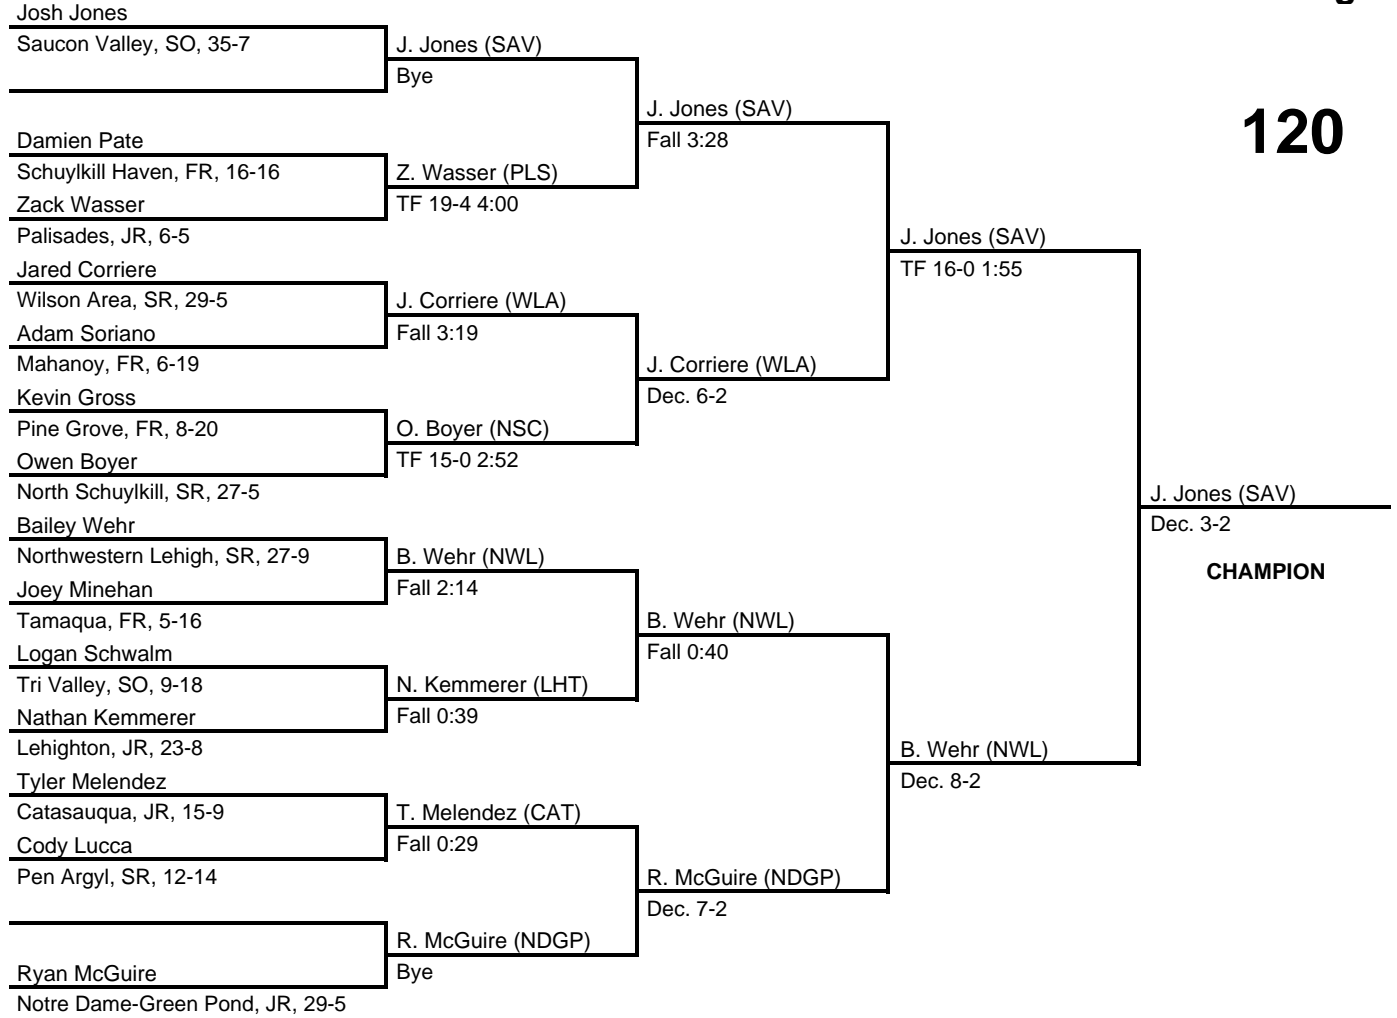 Josh Jones
Saucon Valley, SO, 35-7
J. Jones (SAV)
Bye
J. Jones (SAV)
Fall 3:28
120
Damien Pate
Schuylkill Haven, FR, 16-16
Z. Wasser (PLS)
Zack Wasser
TF 19-4 4:00
Palisades, JR, 6-5
J. Jones (SAV)
TF 16-0 1:55
Jared Corriere
Wilson Area, SR, 29-5
J. Corriere (WLA)
Adam Soriano
Fall 3:19
Mahanoy, FR, 6-19
J. Corriere (WLA)
Dec. 6-2
Kevin Gross
Pine Grove, FR, 8-20
O. Boyer (NSC)
Owen Boyer
TF 15-0 2:52
North Schuylkill, SR, 27-5
J. Jones (SAV)
Dec. 3-2
CHAMPION
Bailey Wehr
Northwestern Lehigh, SR, 27-9
B. Wehr (NWL)
Joey Minehan
Fall 2:14
Tamaqua, FR, 5-16
B. Wehr (NWL)
Fall 0:40
Logan Schwalm
Tri Valley, SO, 9-18
N. Kemmerer (LHT)
Nathan Kemmerer
Fall 0:39
Lehighton, JR, 23-8
B. Wehr (NWL)
Dec. 8-2
Tyler Melendez
Catasauqua, JR, 15-9
T. Melendez (CAT)
Cody Lucca
Fall 0:29
Pen Argyl, SR, 12-14
R. McGuire (NDGP)
Dec. 7-2
R. McGuire (NDGP)
Bye
Ryan McGuire
Notre Dame-Green Pond, JR, 29-5